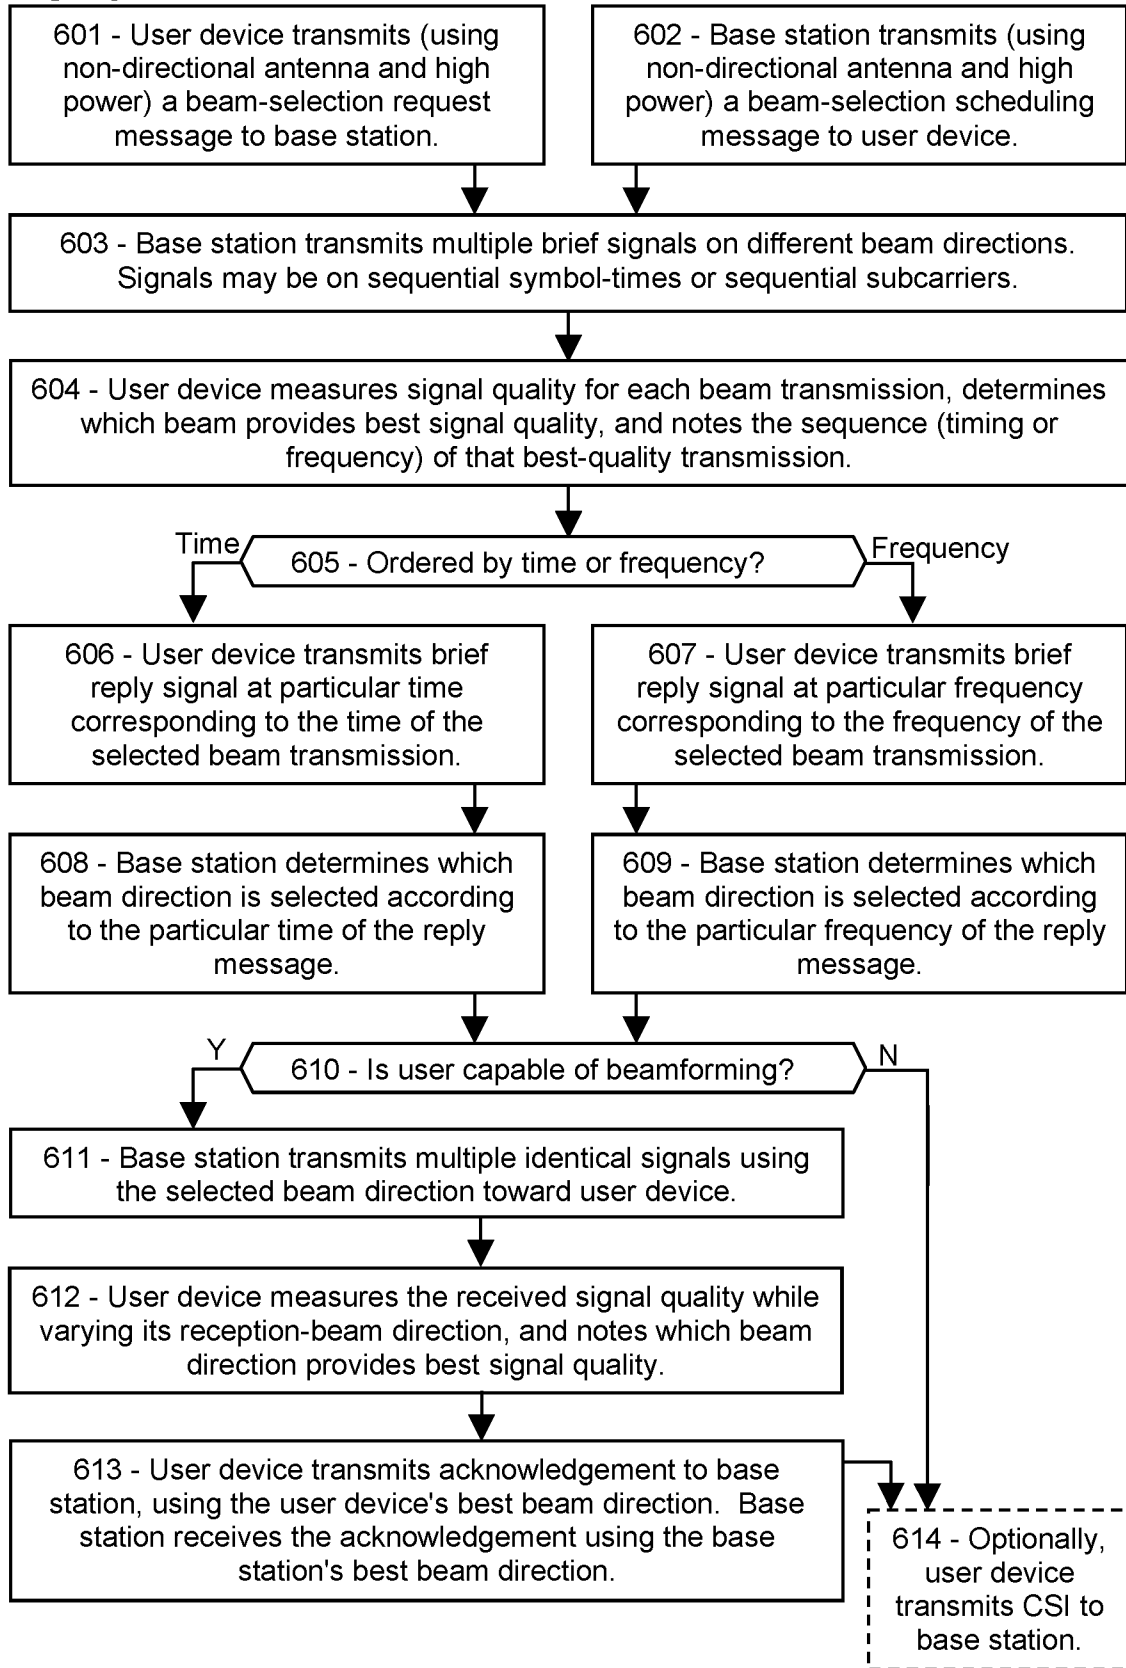 601 - User device transmits (using
non-directional antenna and high
power) a beam-selection request
message to base station.
602 - Base station transmits (using
non-directional antenna and high
power) a beam-selection scheduling
message to user device.
603 - Base station transmits multiple brief signals on different beam directions.
Signals may be on sequential symbol-times or sequential subcarriers.
604 - User device measures signal quality for each beam transmission, determines
which beam provides best signal quality, and notes the sequence (timing or
frequency) of that best-quality transmission.
Time
605 - Ordered by time or frequency?
Frequency
606 - User device transmits brief
reply signal at particular time
corresponding to the time of the
selected beam transmission.
607 - User device transmits brief
reply signal at particular frequency
corresponding to the frequency of the
selected beam transmission.
608 - Base station determines which
beam direction is selected according
to the particular time of the reply
message.
609 - Base station determines which
beam direction is selected according
to the particular frequency of the reply
message.
Y
610 - Is user capable of beamforming?
N
611 - Base station transmits multiple identical signals using
the selected beam direction toward user device.
612 - User device measures the received signal quality while
varying its reception-beam direction, and notes which beam
direction provides best signal quality.
613 - User device transmits acknowledgement to base
station, using the user device's best beam direction. Base
station receives the acknowledgement using the base
station's best beam direction.
614 - Optionally,
user device
transmits CSI to
base station.